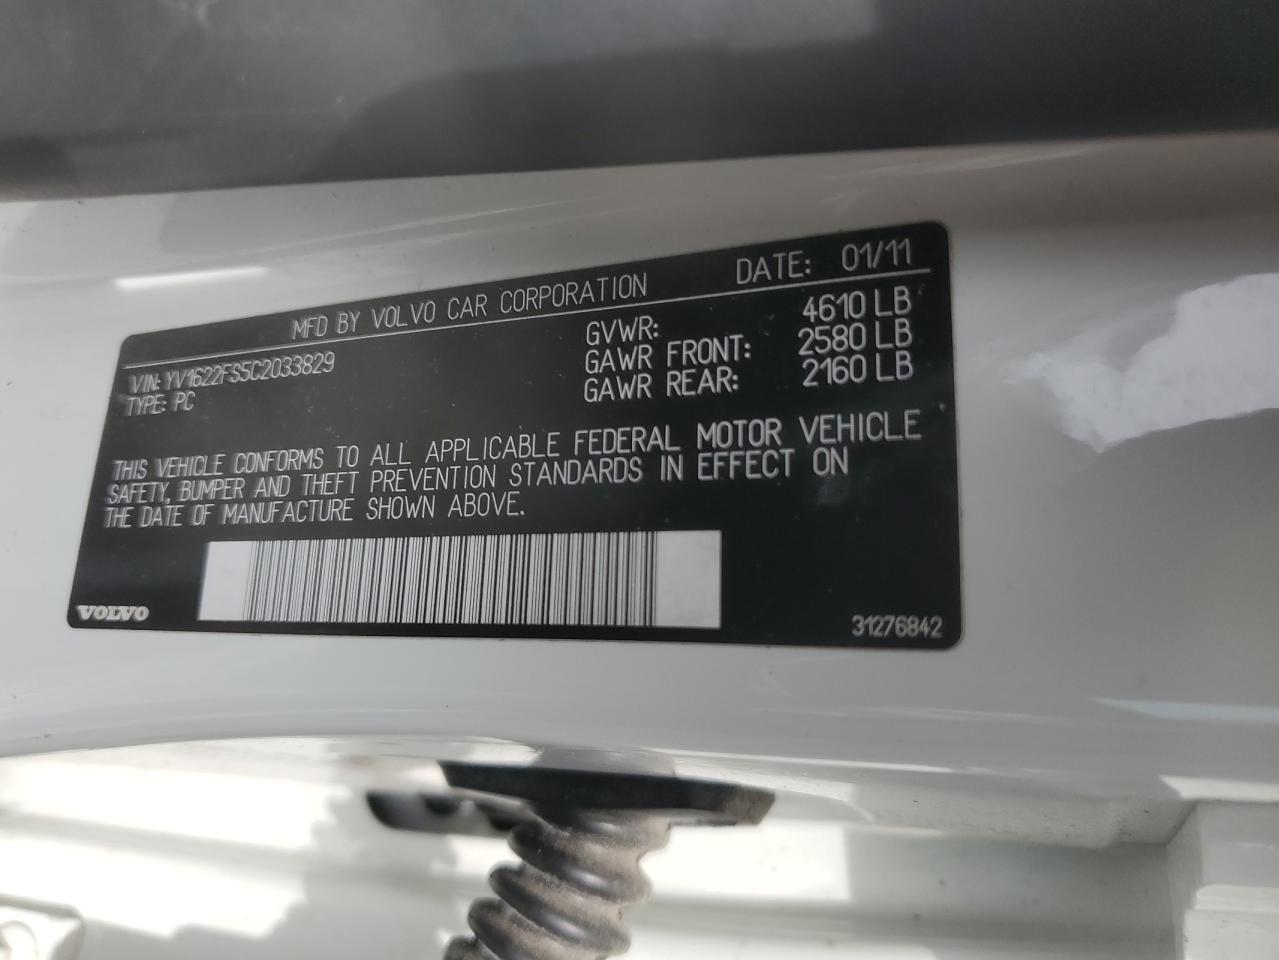 MFD BY VOLVO CAR CORPORATION DATE: 01/11
VIN: YV1622FS5C2033829
TYPE: PC
GVWR: 4610 LB
GAWR FRONT: 2580 LB
GAWR REAR: 2160 LB
THIS VEHICLE CONFORMS TO ALL APPLICABLE FEDERAL MOTOR VEHICLE
SAFETY, BUMPER AND THEFT PREVENTION STANDARDS IN EFFECT ON
THE DATE OF MANUFACTURE SHOWN ABOVE.
VOLVO
31276842